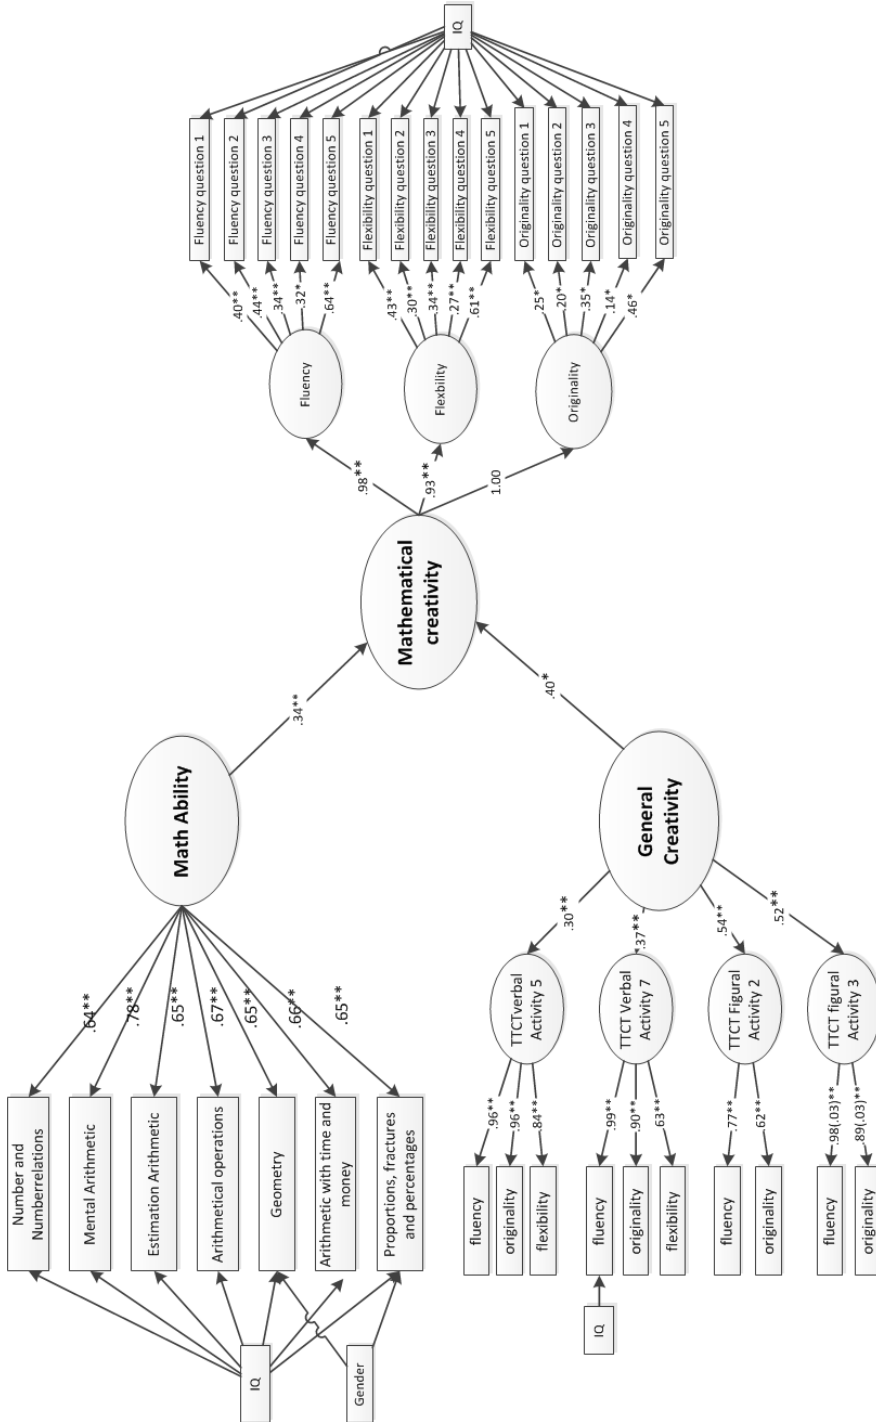 IQ
Fluency question 1
Fluency question 2
Fluency question 3
Fluency question 4
Fluency question 5
Flexibility question 1
Flexibility question 2
Flexibility question 3
Flexibility question 4
Flexibility question 5
Originality question 1
Originality question 2
Originality question 3
Originality question 4
Originality question 5
.40**
.44**
.34**
.32*
.64**
.43**
.30**
.34**
.27**
.61**
.25*
.20*
.35*
.14*
.46*
Fluency
Flexbility
Originality
.98**
.93**
1.00
Mathematical
creativity
.34**
.40*
Math Ability
General
Creativity
.64**
.78**
.65**
.67**
.65**
.66**
.65**
.30**
.37**
.54**
.52**
Number and
Numberrelations
Mental Arithmetic
Estimation Arithmetic
Arithmetical operations
Geometry
Arithmetic with time and
money
Proportions, fractures
and percentages
IQ
Gender
TTCTverbal
Activity 5
TTCT Verbal
Activity 7
TTCT Figural
Activity 2
TTCT figural
Activity 3
.96**
.96**
.84**
.99**
.90**
.63**
.77**
.62**
.98(.03)**
.89(.03)**
fluency
originality
flexibility
fluency
originality
flexibility
fluency
originality
fluency
originality
IQ